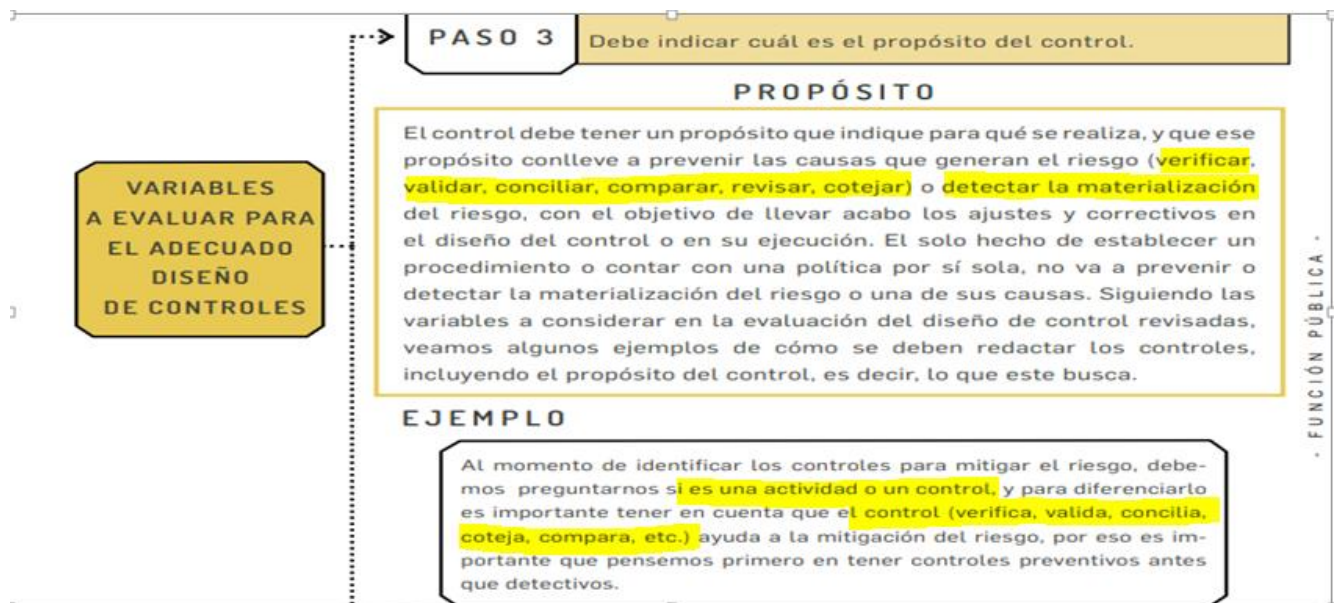 PASO 3
Debe indicar cuál es el propósito del control.
PROPÓSITO
El control debe tener un propósito que indique para qué se realiza, y que ese
propósito conlleve a prevenir las causas que generan el riesgo (verificar,
validar, conciliar, comparar, revisar, cotejar) o detectar la materialización
del riesgo, con el objetivo de llevar acabo los ajustes y correctivos en
el diseño del control o en su ejecución. El solo hecho de establecer un
procedimiento o contar con una política por sí sola, no va a prevenir o
detectar la materialización del riesgo o una de sus causas. Siguiendo las
variables a considerar en la evaluación del diseño de control revisadas,
veamos algunos ejemplos de cómo se deben redactar los controles,
incluyendo el propósito del control, es decir, lo que este busca.
VARIABLES
A EVALUAR PARA
EL ADECUADO
DISEÑO
DE CONTROLES
EJEMPLO
Al momento de identificar los controles para mitigar el riesgo, debe-
mos preguntarnos si es una actividad o un control, y para diferenciarlo
es importante tener en cuenta que el control (verifica, valida, concilia,
coteja, compara, etc.) ayuda a la mitigación del riesgo, por eso es im-
portante que pensemos primero en tener controles preventivos antes
que detectivos.
- FUNCIÓN PÚBLICA -